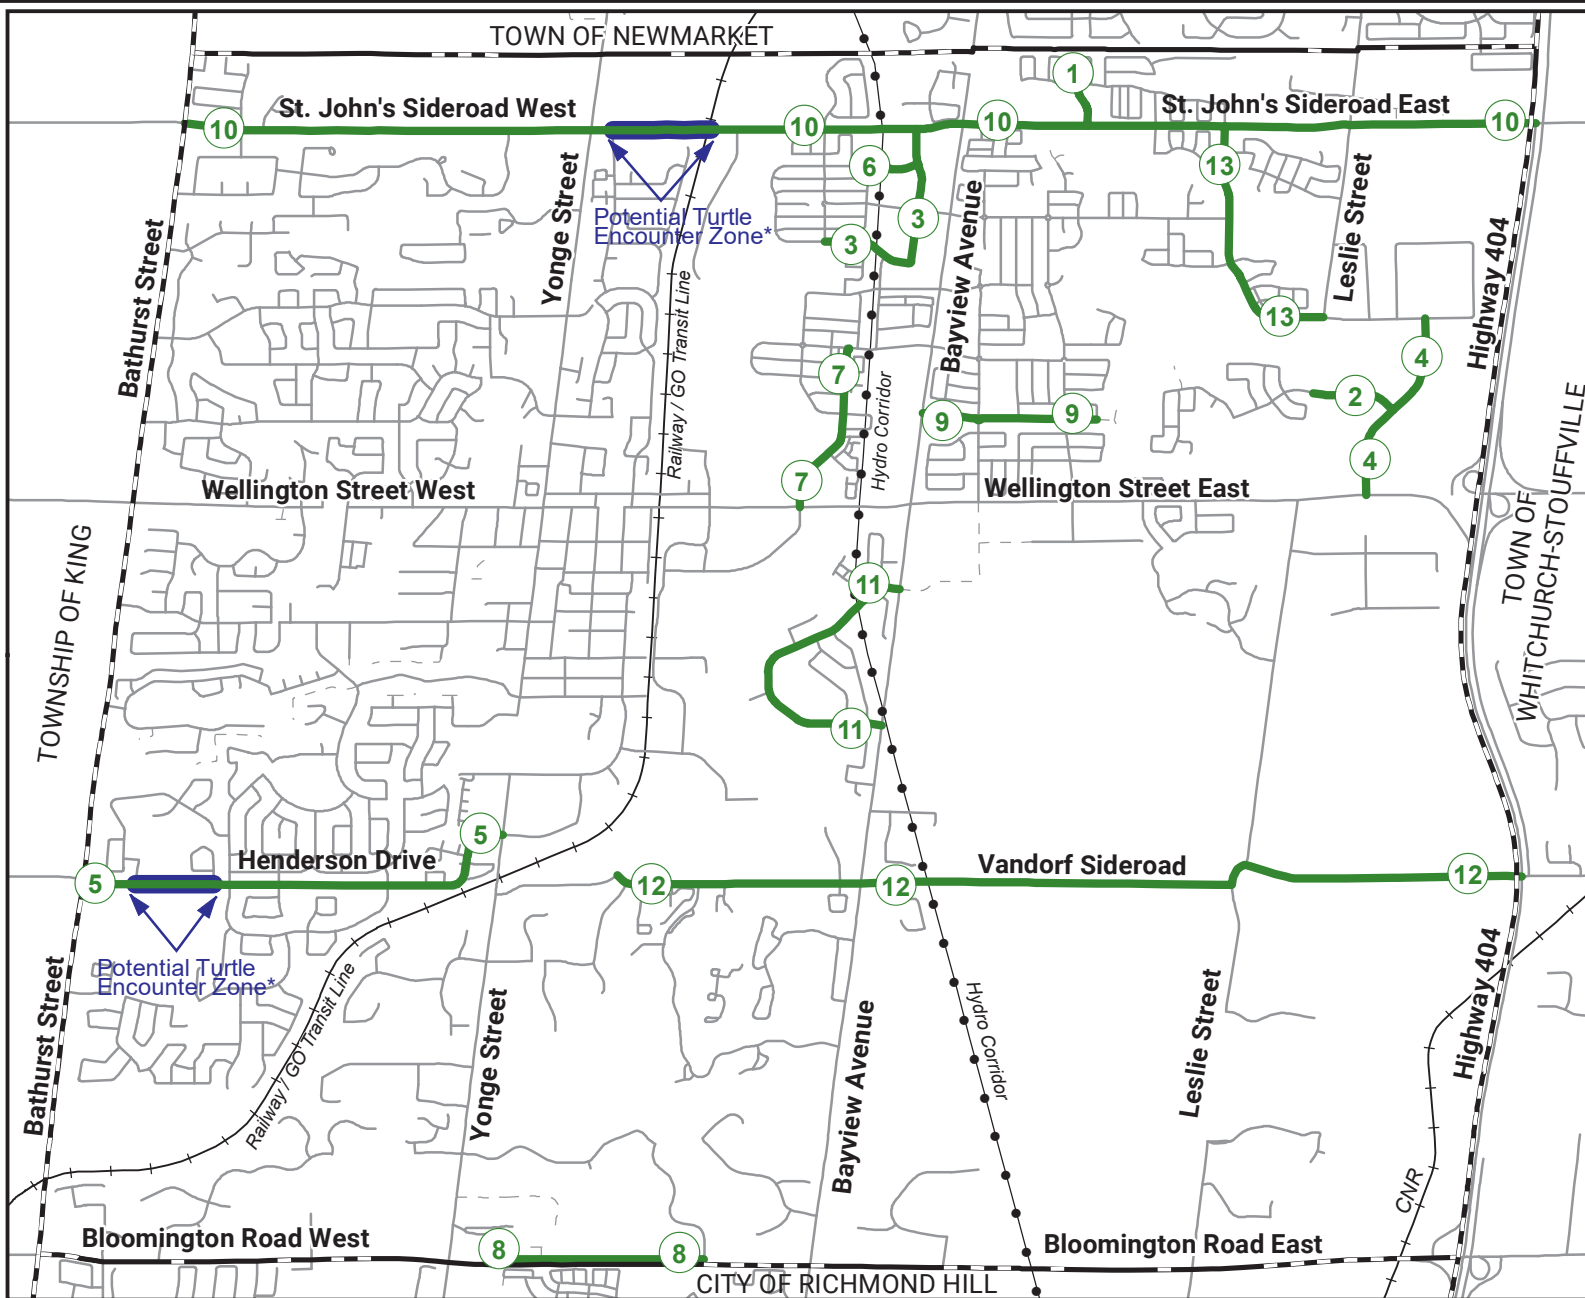 TOWN OF NEWMARKET
1
St. John's Sideroad West
St. John's Sideroad East
10
10
10
10
6
13
Potential Turtle
Encounter Zone*
Yonge Street
3
3
Bayview Avenue
Leslie Street
Bathurst Street
Railway / GO Transit Line
13
Highway 404
4
7
2
Hydro Corridor
9
9
4
7
Wellington Street West
Wellington Street East
TOWNSHIP OF KING
TOWN OF
WHITCHURCH-STOUFFVILLE
11
11
5
Henderson Drive
Vandorf Sideroad
5
12
12
12
Potential Turtle
Encounter Zone*
Bathurst Street
Railway / GO Transit Line
Yonge Street
Bayview Avenue
Hydro Corridor
Leslie Street
Highway 404
CNR
Bloomington Road West
8
8
Bloomington Road East
CITY OF RICHMOND HILL